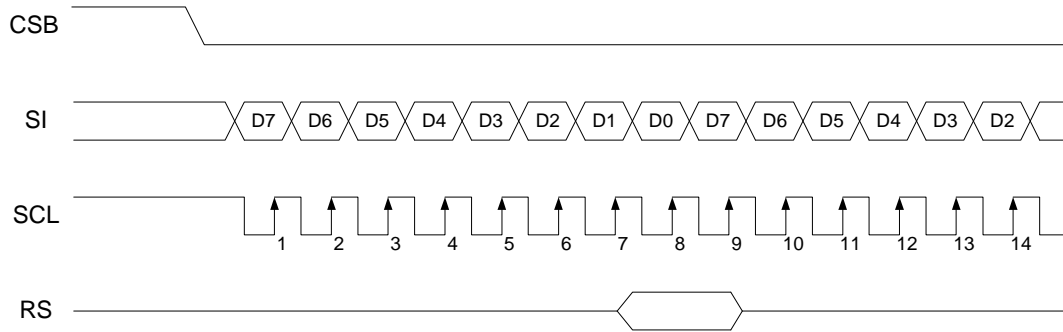 CSB
SI D7 D6 D5 D4 D3 D2 D1 D0 D7 D6 D5 D4 D3 D2
SCL
1 2 3 4 5 6 7 8 9 10 11 12 13 14
RS